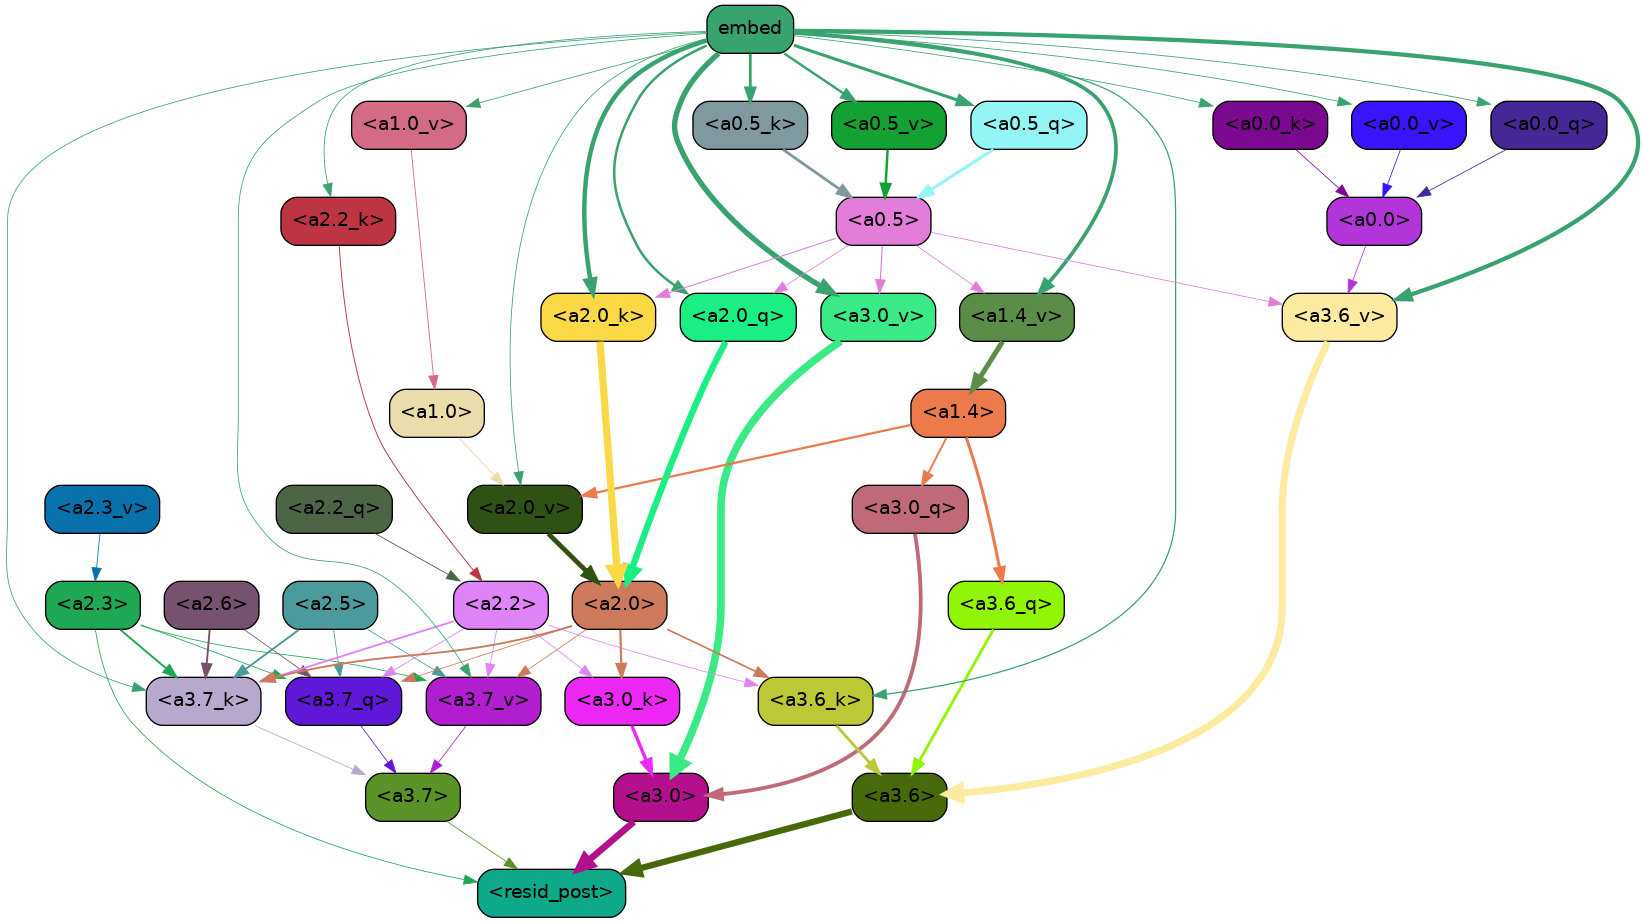 embed
<a1.0_v> <a0.5_k> <a0.5_v> <a0.5_q> <a0.0_k> <a0.0_v> <a0.0_q>
<a2.2_k> <a0.5> <a0.0>
<a2.0_k> <a2.0_q> <a3.0_v> <a1.4_v> <a3.6_v>
<a1.0> <a1.4>
<a2.3_v> <a2.2_q> <a2.0_v> <a3.0_q>
<a2.3> <a2.6> <a2.5> <a2.2> <a2.0> <a3.6_q>
<a3.7_k> <a3.7_q> <a3.7_v> <a3.0_k> <a3.6_k>
<a3.7> <a3.0> <a3.6>
<resid_post>